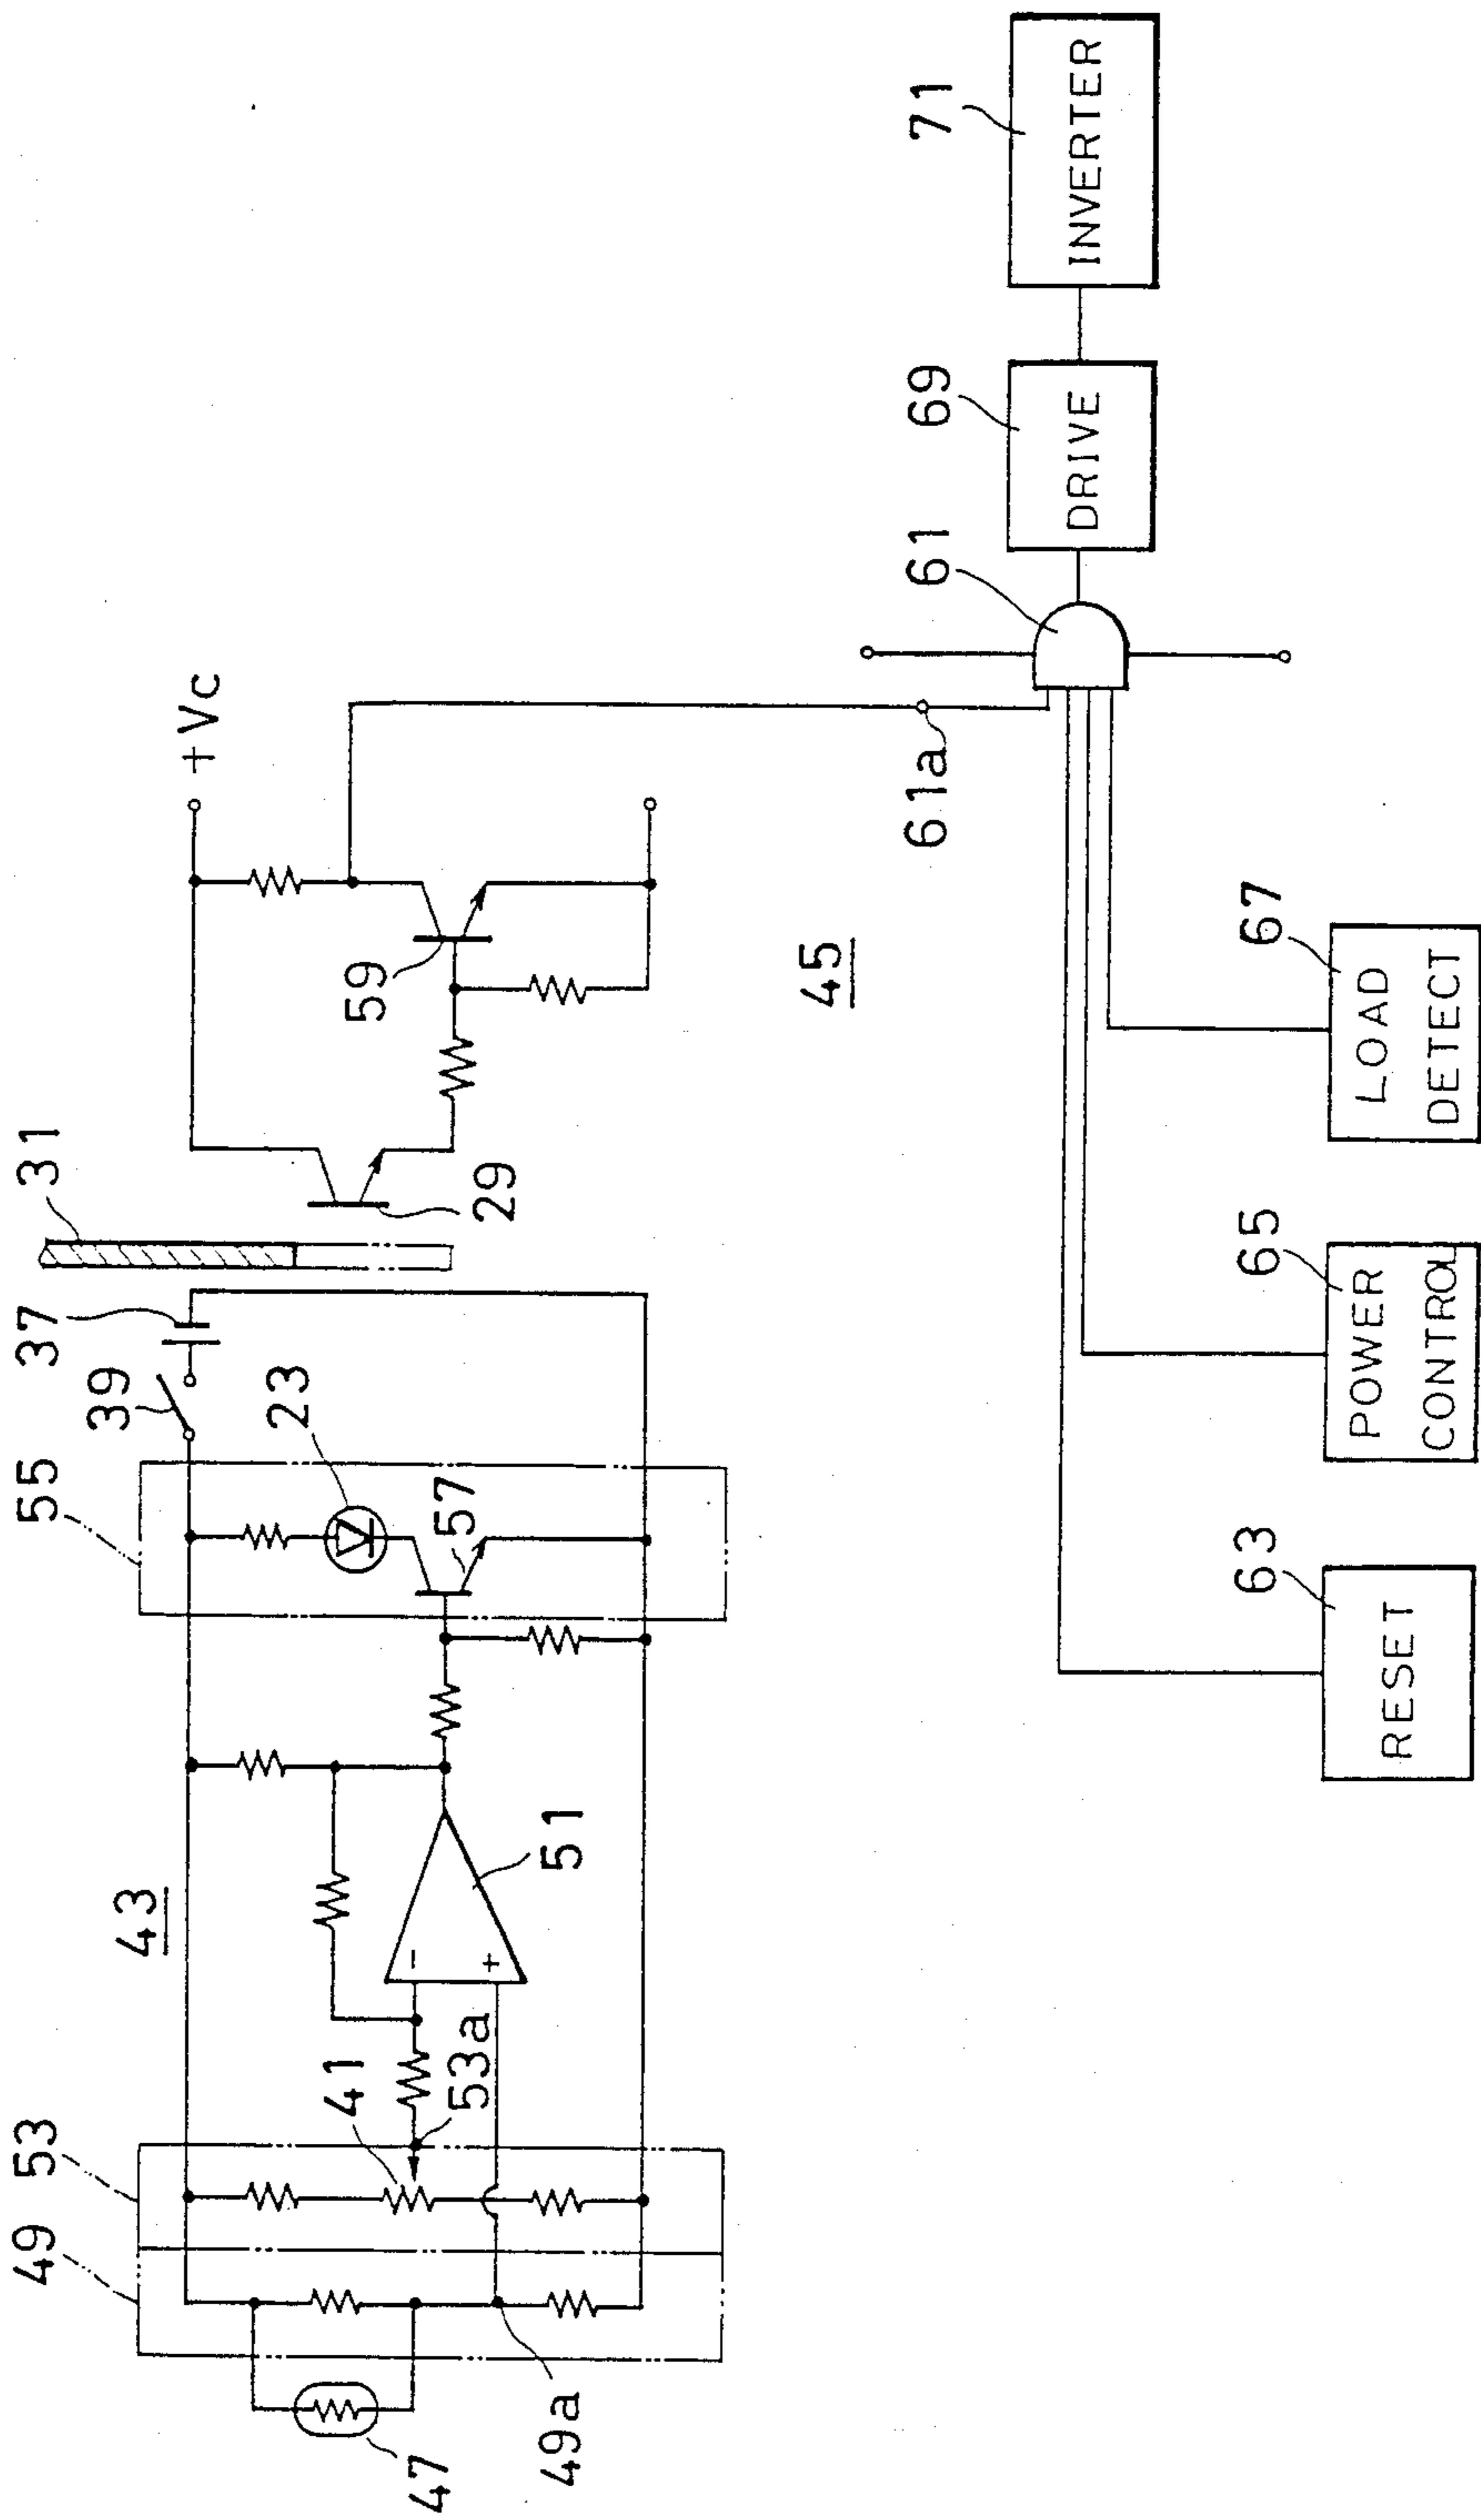 49
53
43
55
39
37
31
+Vc
47
49a
41
53a
-
+
51
57
23
29
59
45
61a
61
69
71
DRIVE
INVERTER
63
65
67
RESET
POWER
CONTROL
LOAD
DETECT